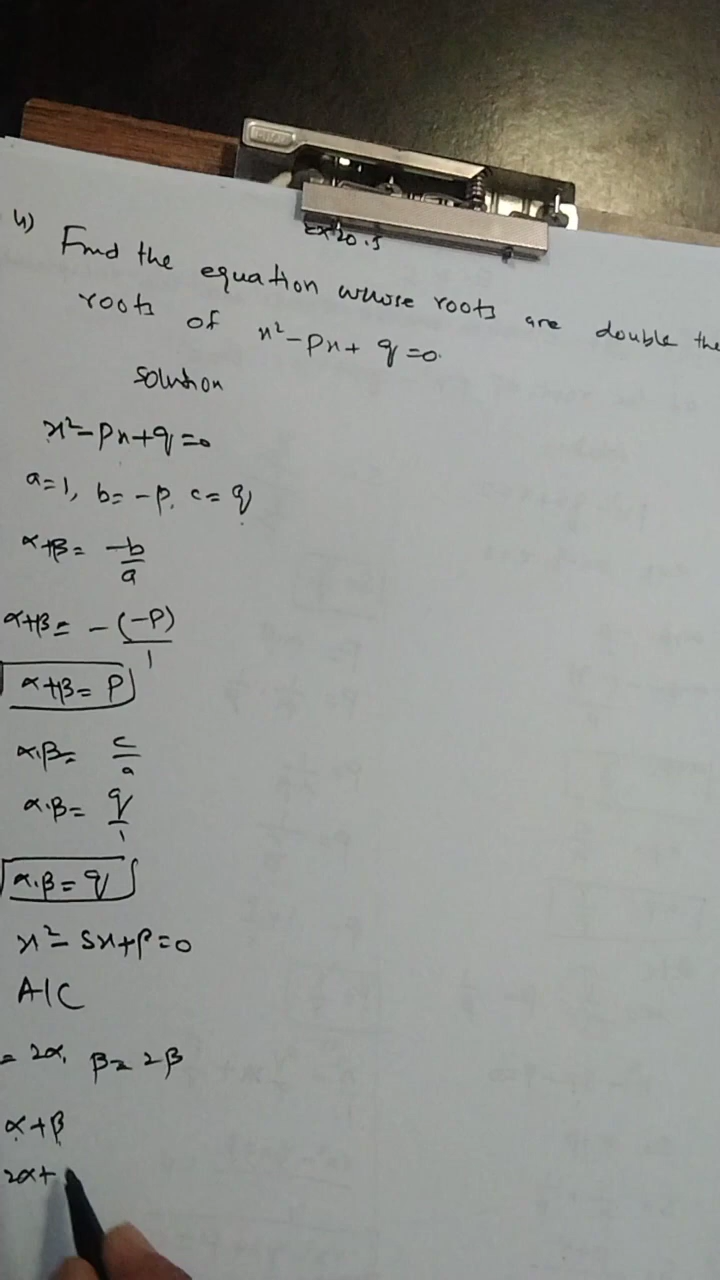 Ex 20.5
4) Find the equation whose roots are double the
roots of x²-px+q=0.
Solution
x²-px+q=0
a=1, b=-p, c=q
α+β= -b/a
α+β= -(-p)/1
α+β= p
α.β= c/a
α.β= q/1
α.β=q
x²-Sx+p=0
A/C
= 2α, β=2β
α+β
2α+